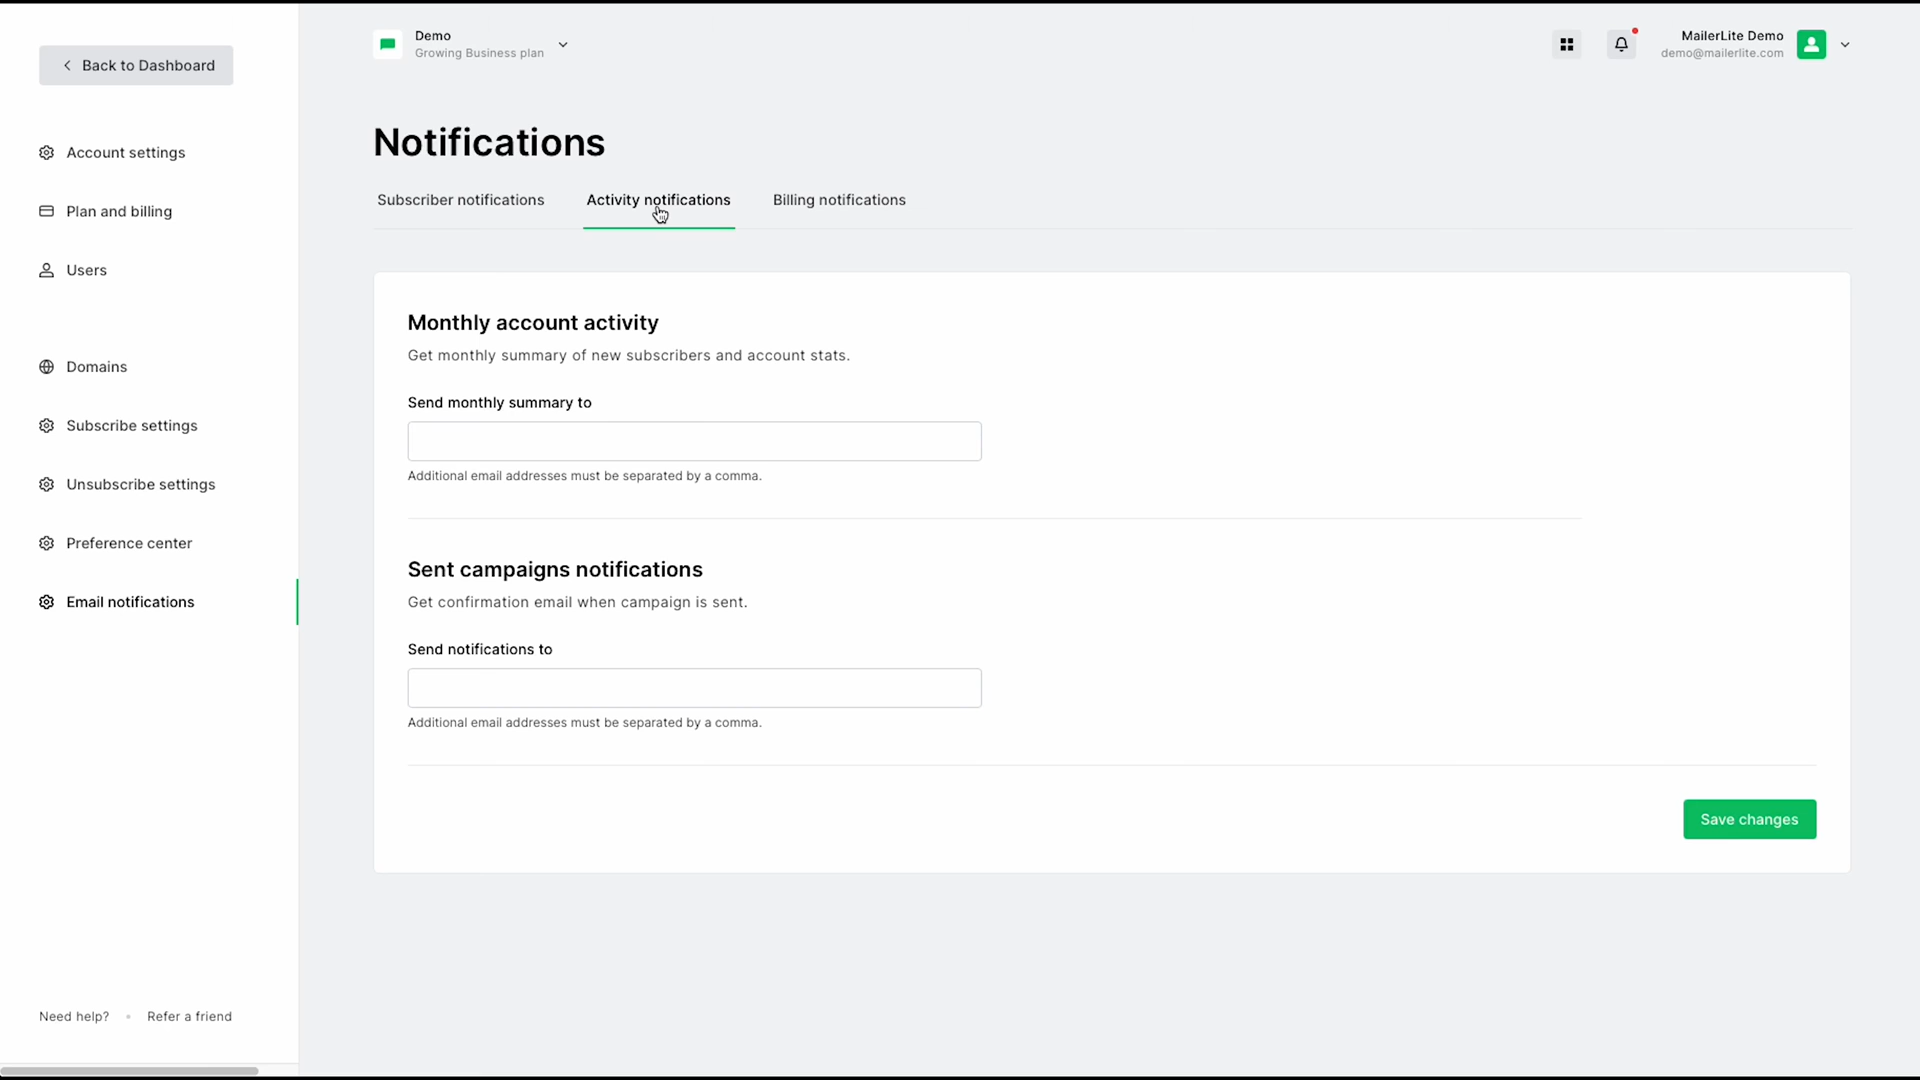 Back to Dashboard
Account settings
Plan and billing
Users
Domains
Subscribe settings
Unsubscribe settings
Preference center
Email notifications
Need help?
Refer a friend
Demo
Growing Business plan
MailerLite Demo
demo@mailerlite.com
Notifications
Subscriber notifications
Activity notifications
Billing notifications
Monthly account activity
Get monthly summary of new subscribers and account stats.
Send monthly summary to
Additional email addresses must be separated by a comma.
Sent campaigns notifications
Get confirmation email when campaign is sent.
Send notifications to
Additional email addresses must be separated by a comma.
Save changes